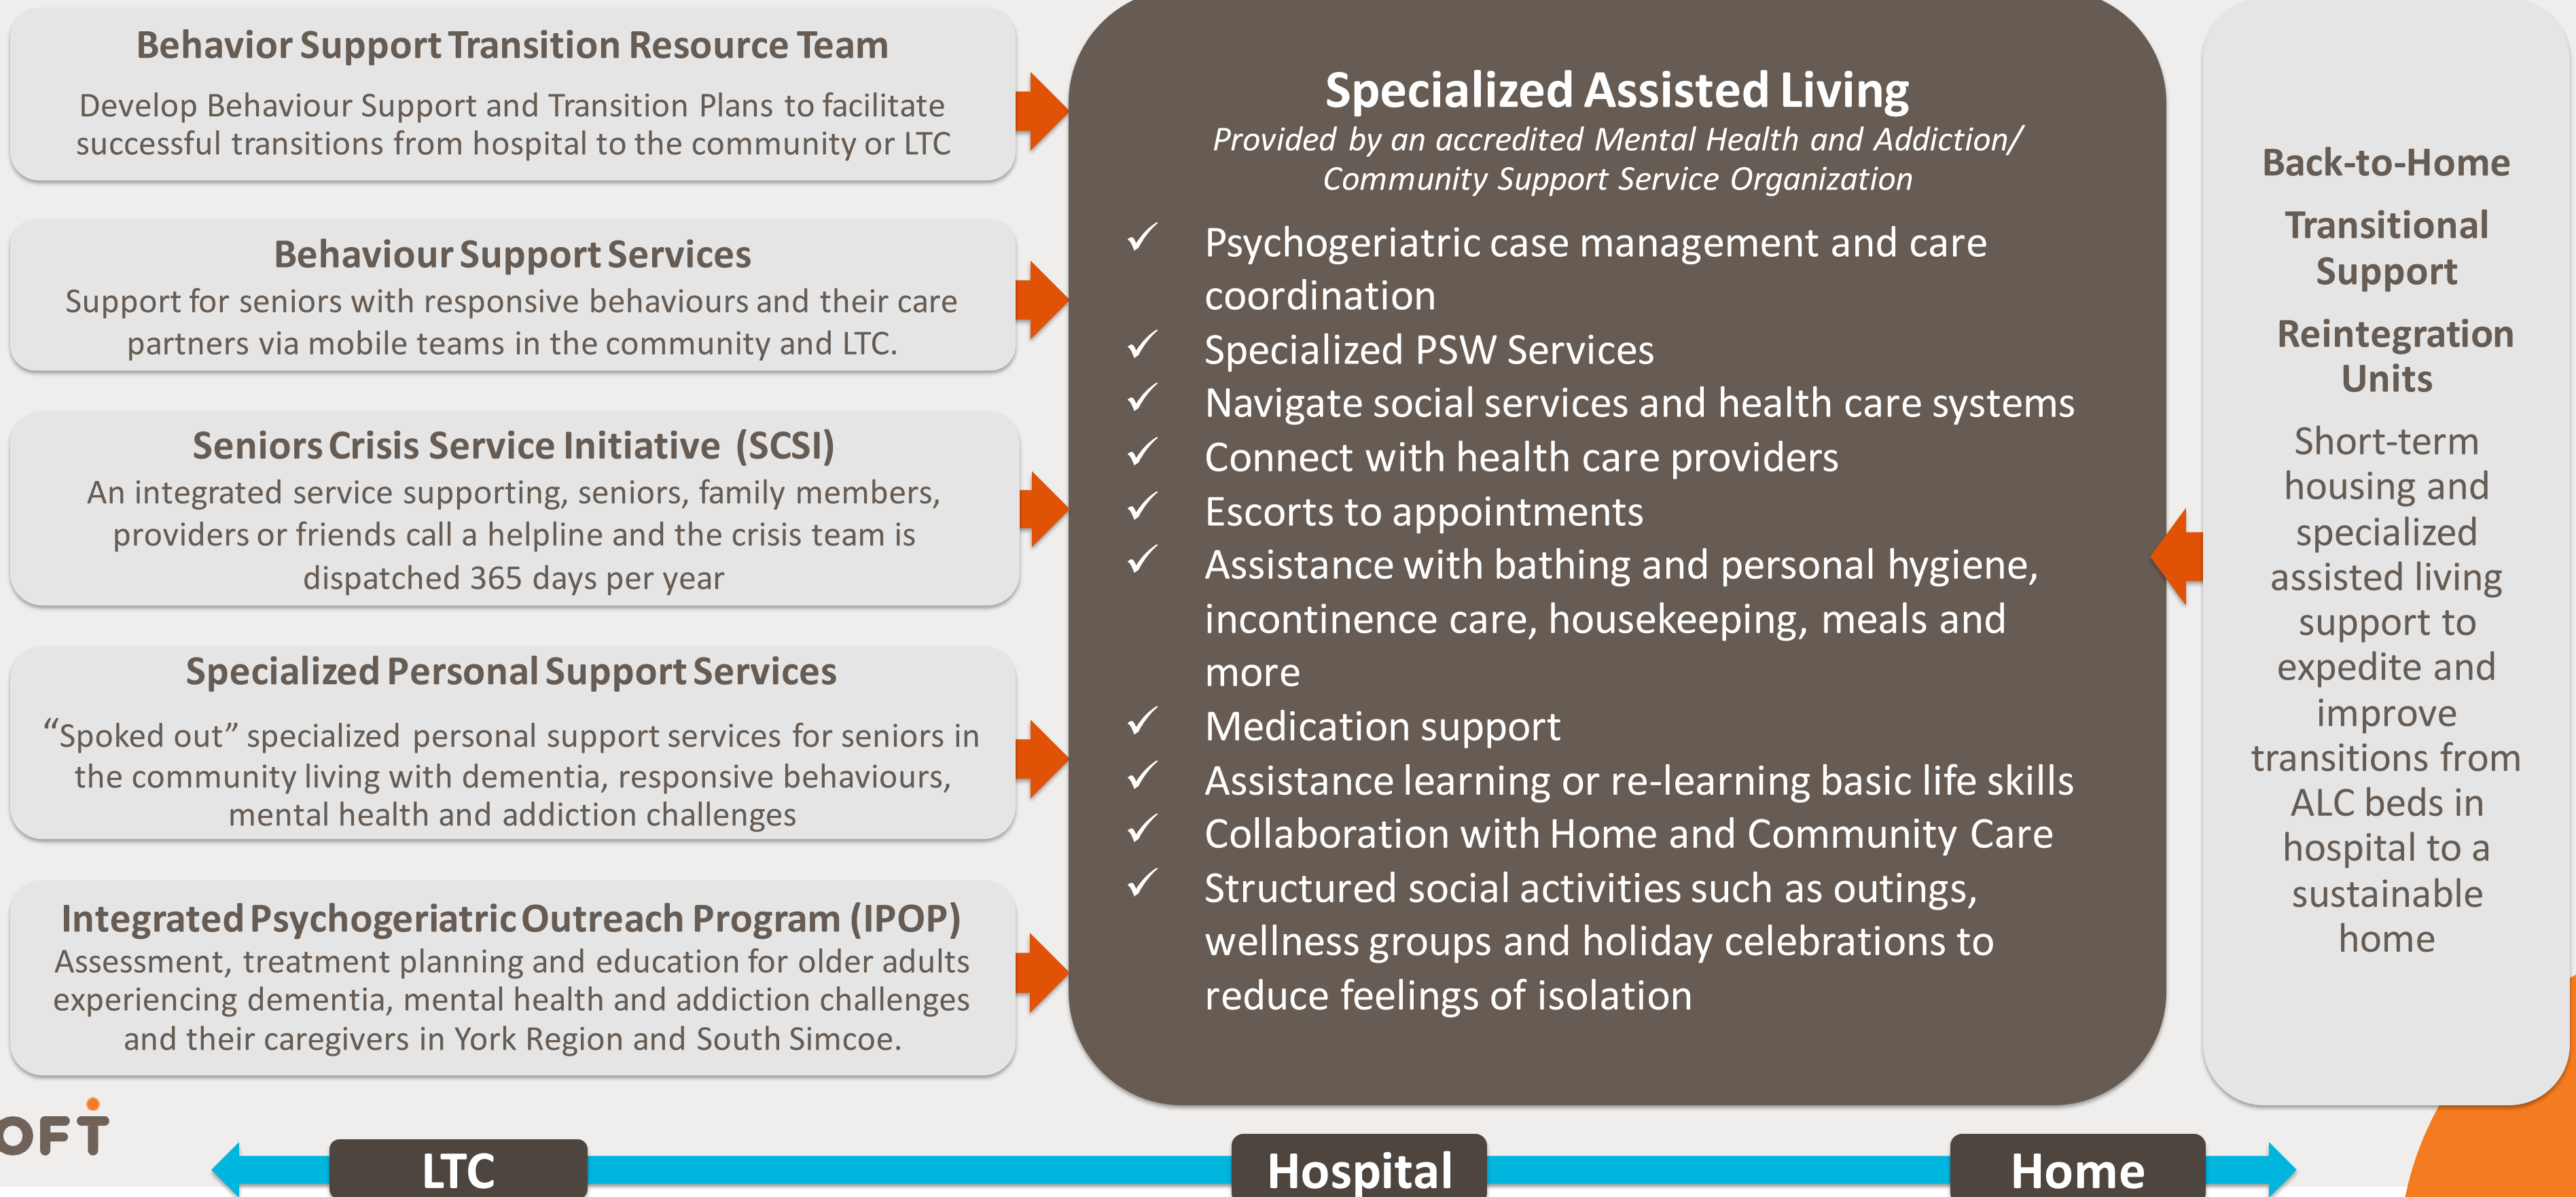 Behavior Support Transition Resource Team
Develop Behaviour Support and Transition Plans to facilitate
successful transitions from hospital to the community or LTC
Behaviour Support Services
Support for seniors with responsive behaviours and their care
partners via mobile teams in the community and LTC.
Seniors Crisis Service Initiative (SCSI)
An integrated service supporting, seniors, family members,
providers or friends call a helpline and the crisis team is
dispatched 365 days per year
Specialized Personal Support Services
“Spoked out” specialized personal support services for seniors in
the community living with dementia, responsive behaviours,
mental health and addiction challenges
Integrated Psychogeriatric Outreach Program (IPOP)
Assessment, treatment planning and education for older adults
experiencing dementia, mental health and addiction challenges
and their caregivers in York Region and South Simcoe.
Specialized Assisted Living
Provided by an accredited Mental Health and Addiction/
Community Support Service Organization
✓ Psychogeriatric case management and care
coordination
✓ Specialized PSW Services
✓ Navigate social services and health care systems
✓ Connect with health care providers
✓ Escorts to appointments
✓ Assistance with bathing and personal hygiene,
incontinence care, housekeeping, meals and
more
✓ Medication support
✓ Assistance learning or re-learning basic life skills
✓ Collaboration with Home and Community Care
✓ Structured social activities such as outings,
wellness groups and holiday celebrations to
reduce feelings of isolation
Back-to-Home
Transitional
Support
Reintegration
Units
Short-term
housing and
specialized
assisted living
support to
expedite and
improve
transitions from
ALC beds in
hospital to a
sustainable
home
OFT
LTC
Hospital
Home